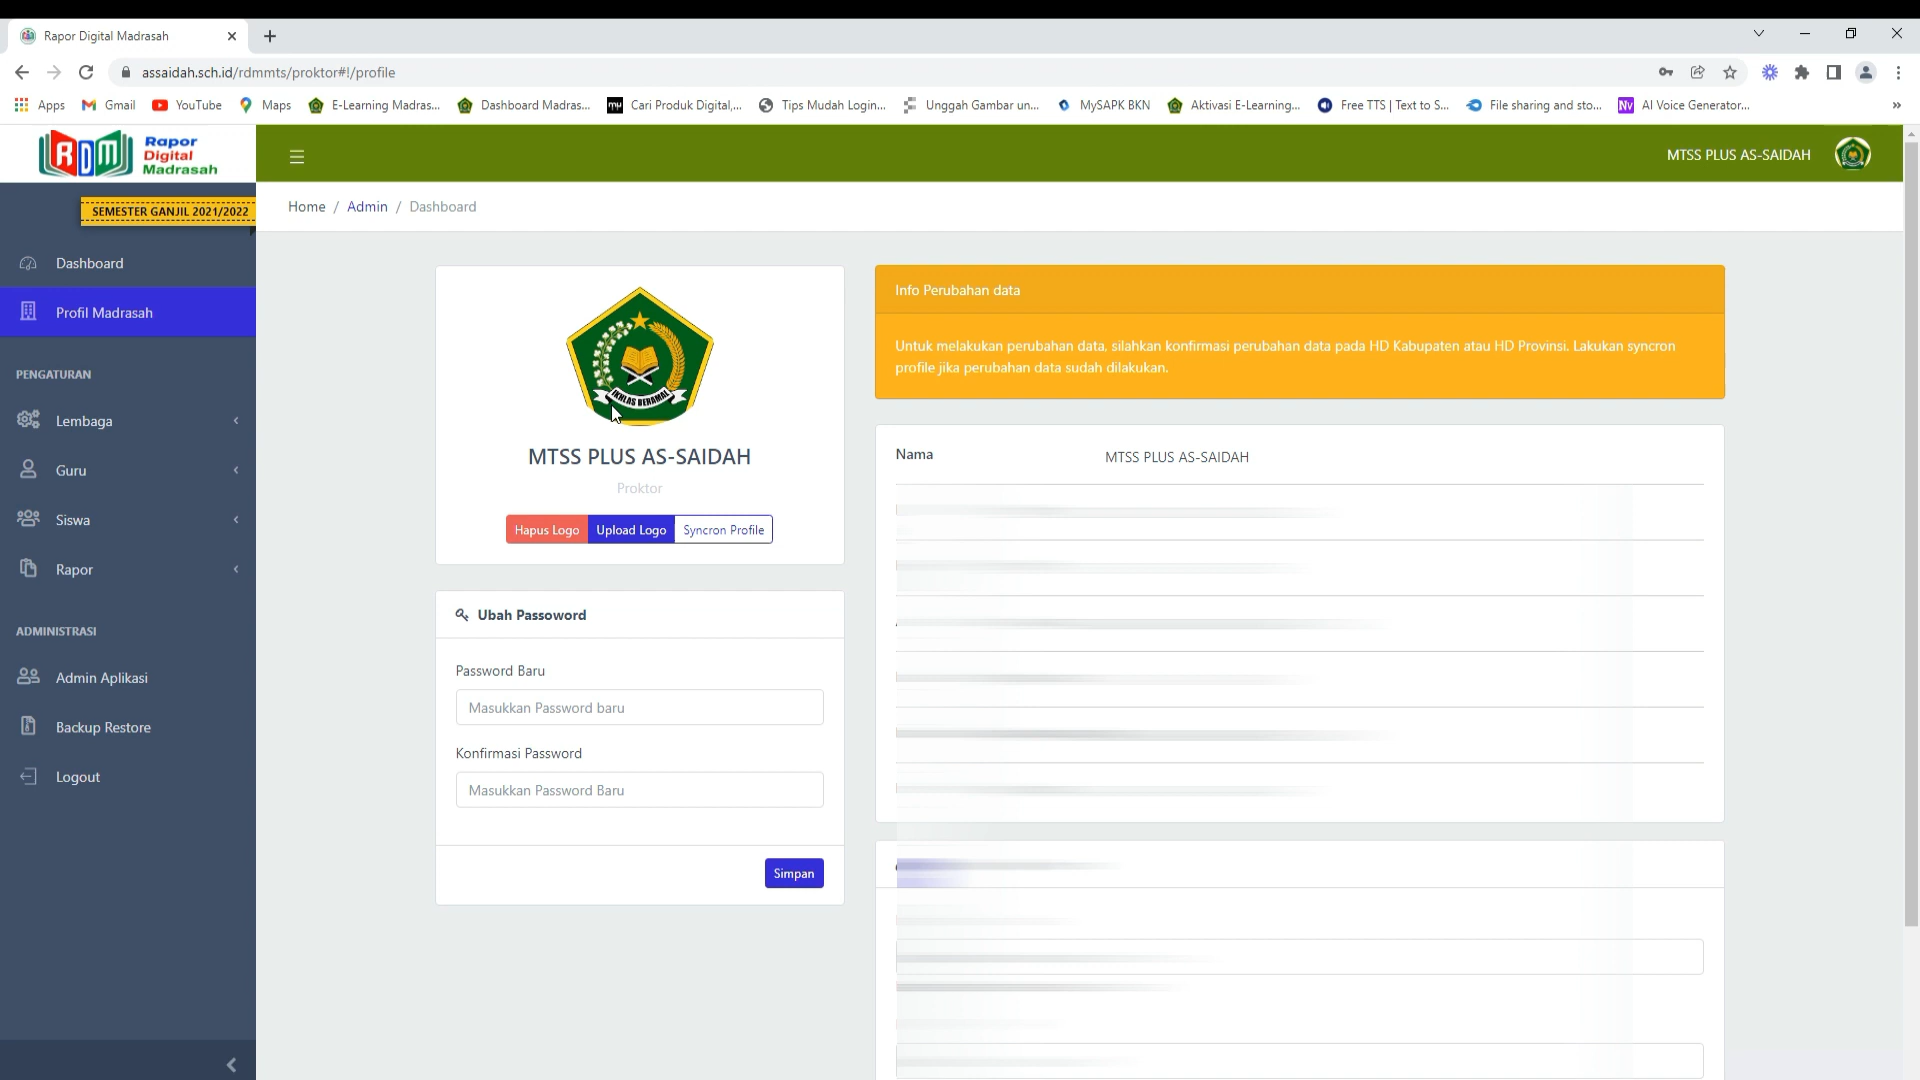 Rapor Digital Madrasah
assaidah.sch.id/rdmmts/proktor#!/profile
Apps Gmail YouTube Maps E-Learning Madras... Dashboard Madras... Cari Produk Digital,... Tips Mudah Login... Unggah Gambar un... MySAPK BKN Aktivasi E-Learning... Free TTS | Text to S... File sharing and sto... AI Voice Generator...
RDM
Rapor
Digital
Madrasah
MTSS PLUS AS-SAIDAH
SEMESTER GANJIL 2021/2022
Home / Admin / Dashboard
Dashboard
Profil Madrasah
PENGATURAN
Lembaga
Guru
Siswa
Rapor
ADMINISTRASI
Admin Aplikasi
Backup Restore
Logout
IKHLAS BERAMAL
MTSS PLUS AS-SAIDAH
Proktor
Hapus Logo Upload Logo Syncron Profile
Ubah Passoword
Password Baru
Masukkan Password baru
Konfirmasi Password
Masukkan Password Baru
Simpan
Info Perubahan data
Untuk melakukan perubahan data, silahkan konfirmasi perubahan data pada HD Kabupaten atau HD Provinsi. Lakukan syncron
profile jika perubahan data sudah dilakukan.
Nama MTSS PLUS AS-SAIDAH